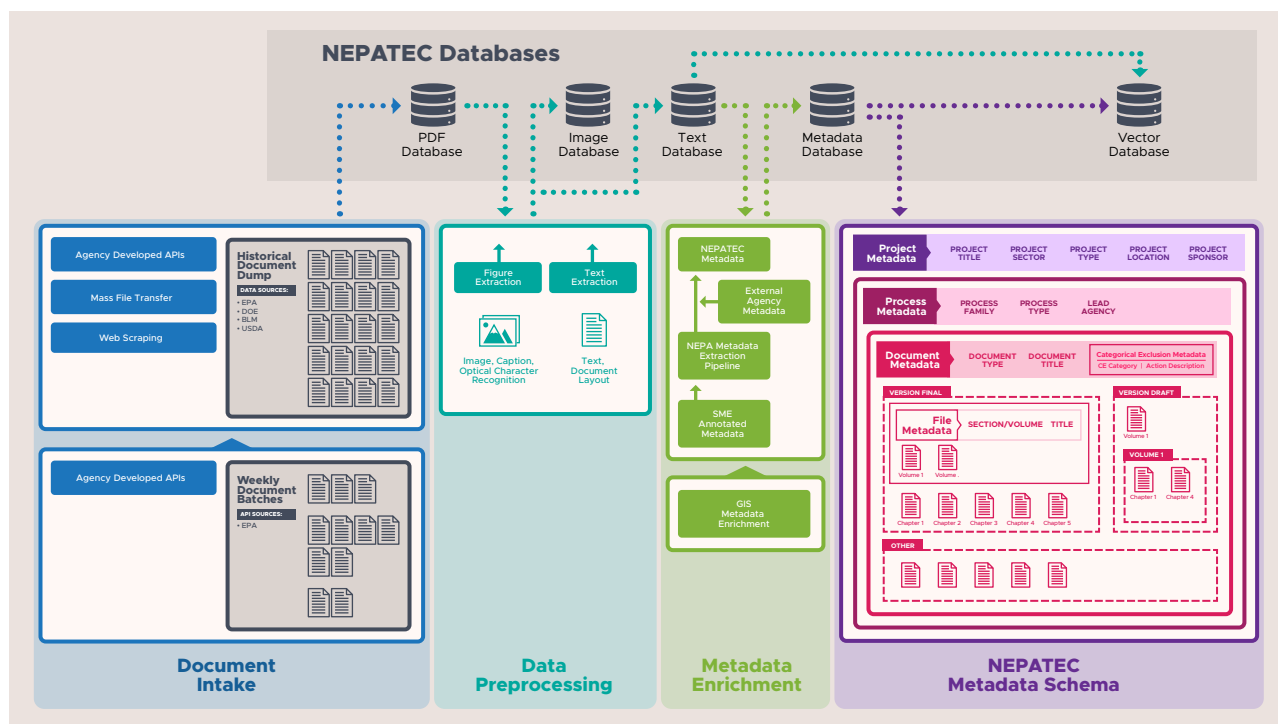 NEPATEC Databases
PDF
Database
Image
Database
Text
Database
Metadata
Database
Vector
Database
Agency Developed APIs
Mass File Transfer
Web Scraping
Historical
Document
Dump
DATA SOURCES:
• EPA
• DOE
• BLM
• USDA
Agency Developed APIs
Weekly
Document
Batches
API SOURCES:
• EPA
Document
Intake
Figure
Extraction
Text
Extraction
Image, Caption,
Optical Character
Recognition
Text,
Document
Layout
Data
Preprocessing
NEPATEC
Metadata
External
Agency
Metadata
NEPA Metadata
Extraction
Pipeline
SME
Annotated
Metadata
GIS
Metadata
Enrichment
Metadata
Enrichment
Project
Metadata
PROJECT
TITLE
PROJECT
SECTOR
PROJECT
TYPE
PROJECT
LOCATION
PROJECT
SPONSOR
Process
Metadata
PROCESS
FAMILY
PROCESS
TYPE
LEAD
AGENCY
Document
Metadata
DOCUMENT
TYPE
DOCUMENT
TITLE
Categorical Exclusion Metadata
CE Category | Action Description
VERSION FINAL
File
Metadata
SECTION/VOLUME TITLE
Volume 1
Volume .
Chapter 1
Chapter 2
Chapter 3
Chapter 4
Chapter 5
VERSION DRAFT
Volume 1
VOLUME 1
Chapter 1
Chapter 4
OTHER
NEPATEC
Metadata Schema